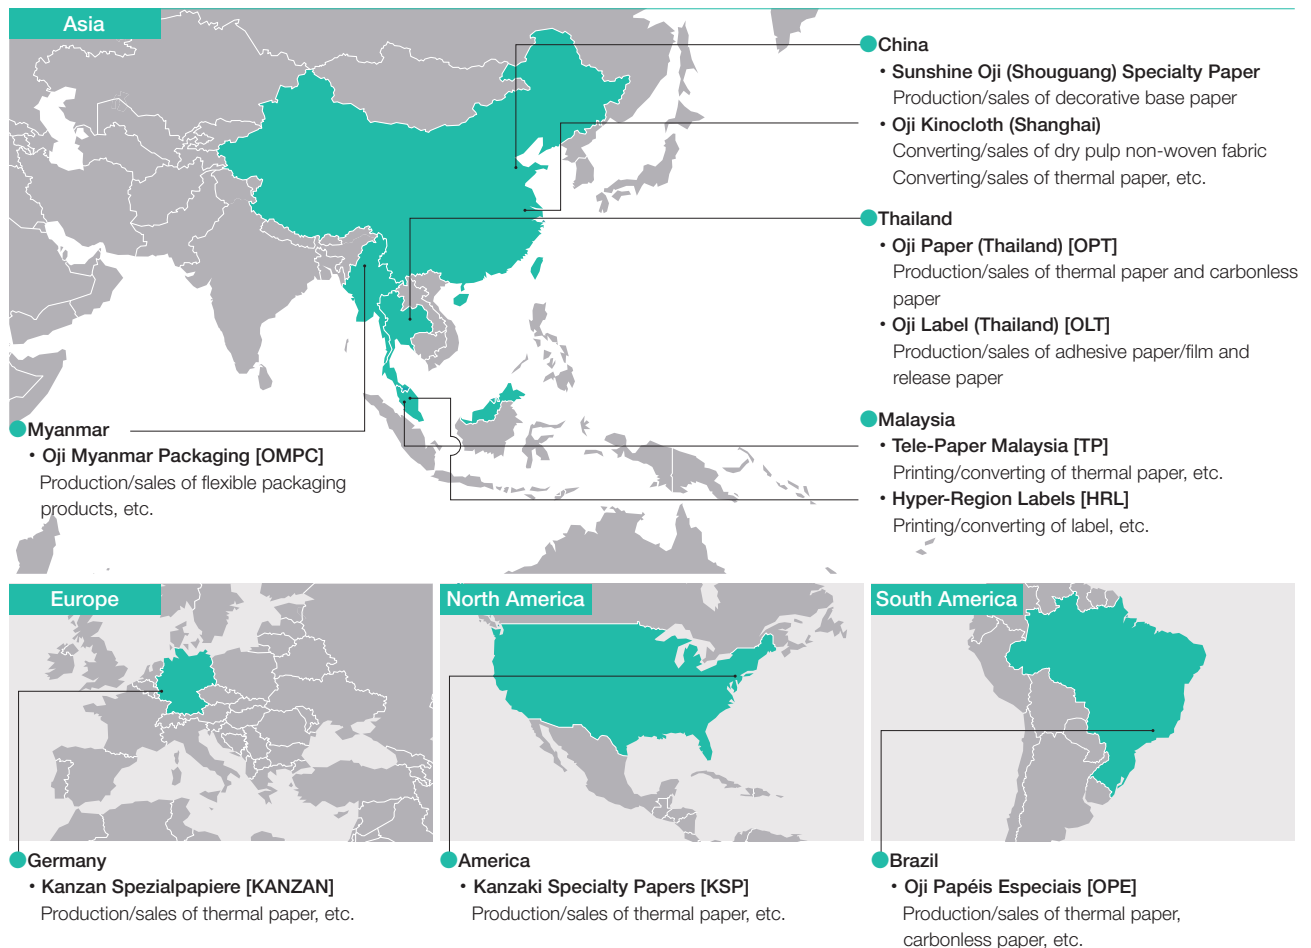 Asia
China
• Sunshine Oji (Shouguang) Specialty Paper
Production/sales of decorative base paper
• Oji Kinocloth (Shanghai)
Converting/sales of dry pulp non-woven fabric
Converting/sales of thermal paper, etc.
Thailand
• Oji Paper (Thailand) [OPT]
Production/sales of thermal paper and carbonless
paper
• Oji Label (Thailand) [OLT]
Production/sales of adhesive paper/film and
release paper
Malaysia
• Tele-Paper Malaysia [TP]
Printing/converting of thermal paper, etc.
• Hyper-Region Labels [HRL]
Printing/converting of label, etc.
Myanmar
• Oji Myanmar Packaging [OMPC]
Production/sales of flexible packaging
products, etc.
Europe
Germany
• Kanzan Spezialpapiere [KANZAN]
Production/sales of thermal paper, etc.
North America
America
• Kanzaki Specialty Papers [KSP]
Production/sales of thermal paper, etc.
South America
Brazil
• Oji Papéis Especiais [OPE]
Production/sales of thermal paper,
carbonless paper, etc.